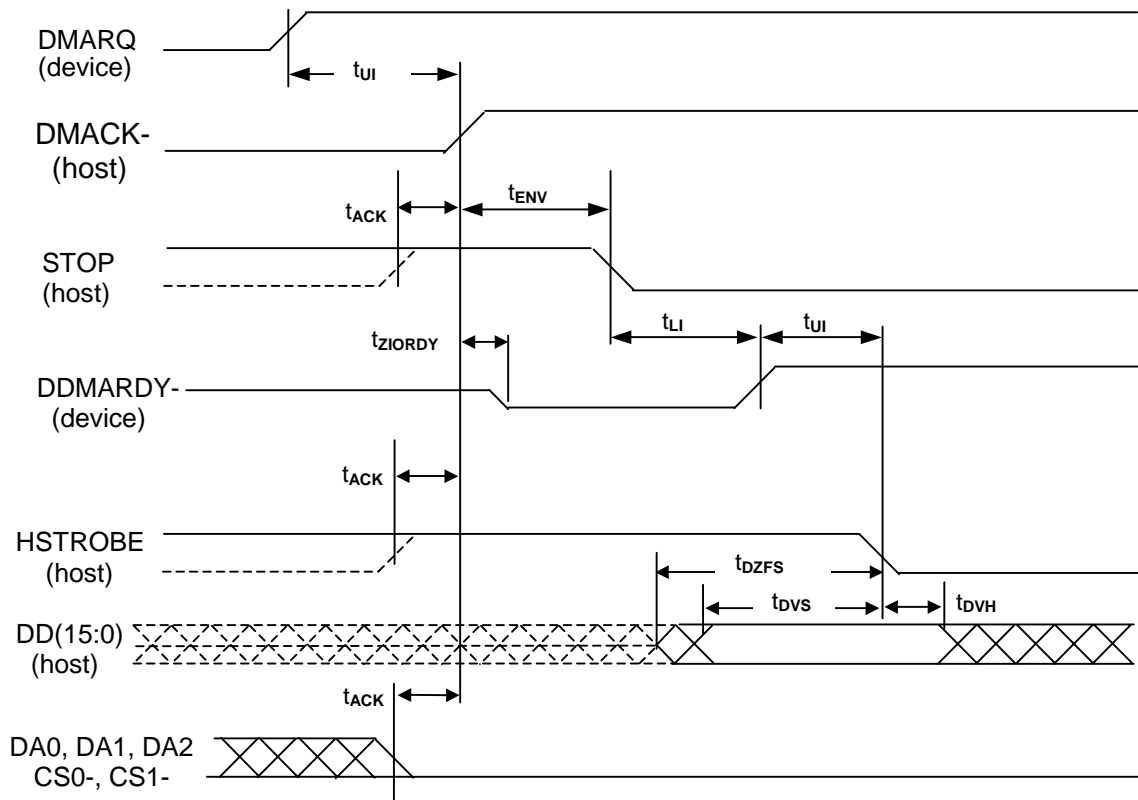 DMARQ
(device)
tUI
DMACK-
(host)
tACK
tENV
STOP
(host)
tZIORDY
tLI
tUI
DDMARDY-
(device)
tACK
HSTROBE
(host)
tDZFS
tDVS
tDVH
DD(15:0)
(host)
tACK
DA0, DA1, DA2
CS0-, CS1-